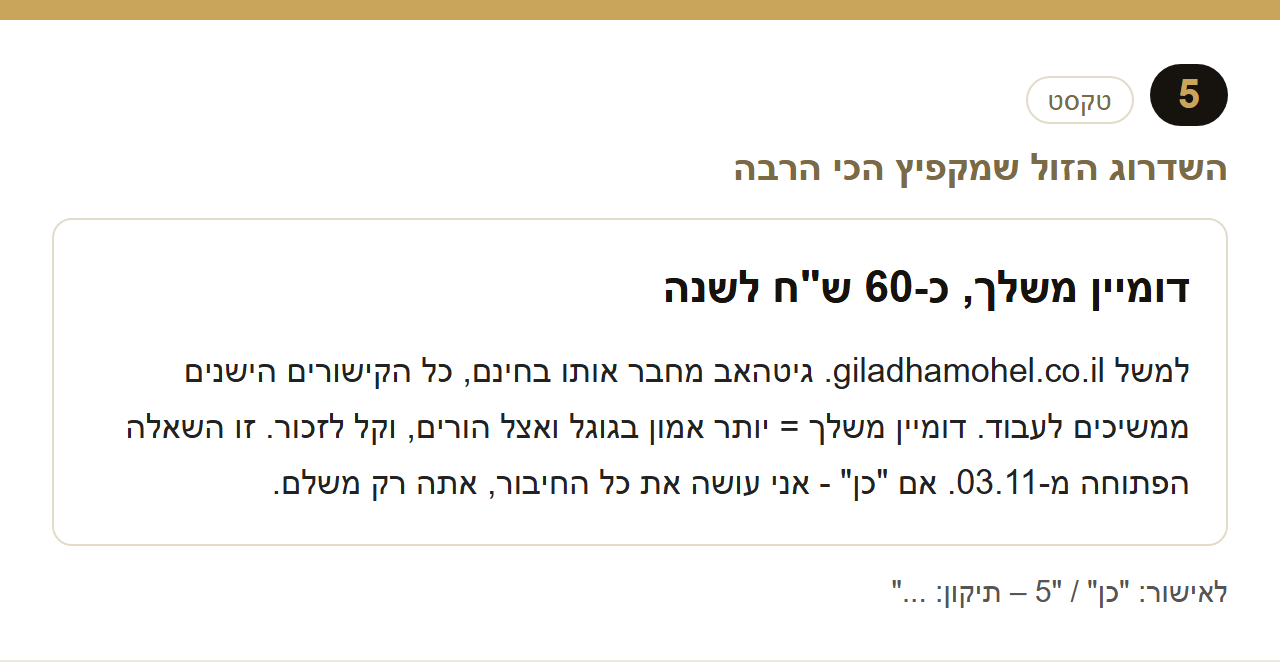 5
טקסט
השדרוג הזול שמקפיץ הכי הרבה
דומיין משלך, כ-60 ש"ח לשנה
למשל giladhamohel.co.il. גיטהאב מחבר אותו בחינם, כל הקישורים הישנים
ממשיכים לעבוד. דומיין משלך = יותר אמון בגוגל ואצל הורים, וקל לזכור. זו השאלה
הפתוחה מ-03.11. אם "כן" - אני עושה את כל החיבור, אתה רק משלם.
לאישור: "כן" / "5 – תיקון: ..."